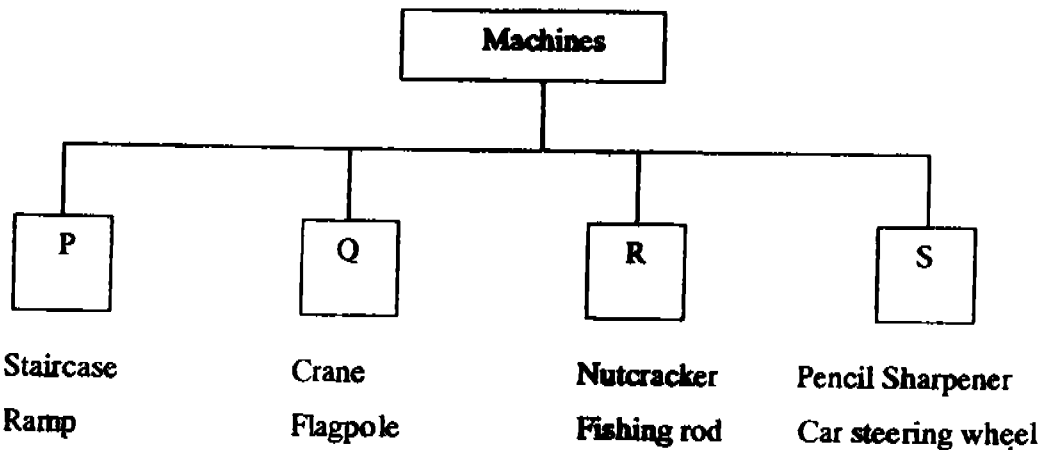 Machines
P
Q
R
S
Staircase
Crane
Nutcracker
Pencil Sharpener
Ramp
Flagpole
Fishing rod
Car steering wheel